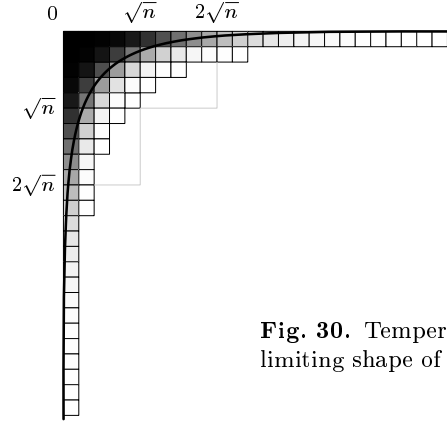 0 √n 2√n
√n
2√n
Fig. 30. Temper
limiting shape of